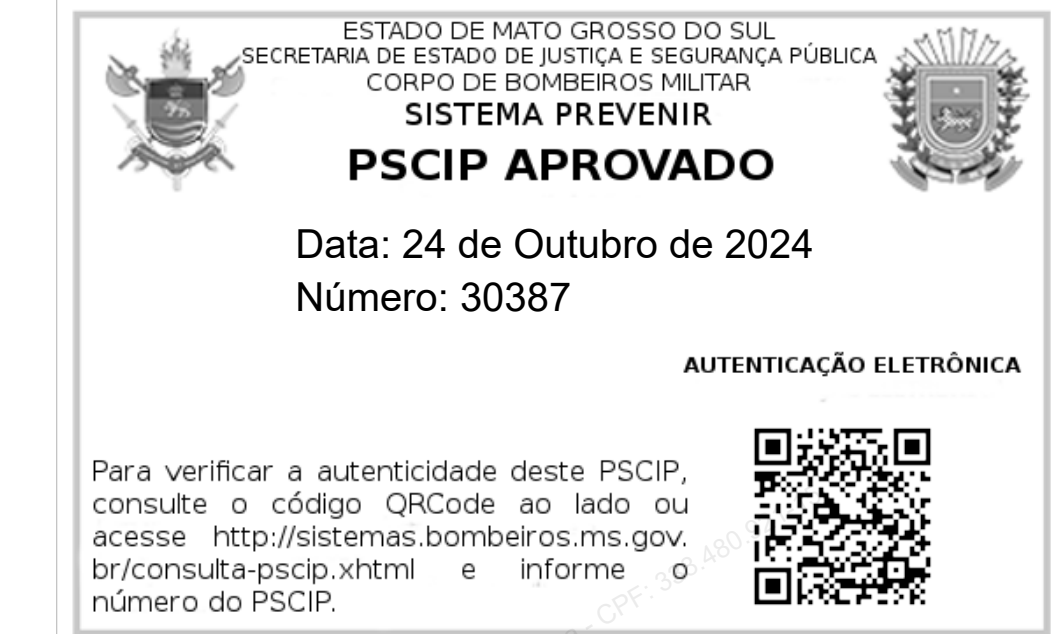 ESTADO DE MATO GROSSO DO SUL
SECRETARIA DE ESTADO DE JUSTIÇA E SEGURANÇA PÚBLICA
CORPO DE BOMBEIROS MILITAR
SISTEMA PREVENIR
PSCIP APROVADO
Data: 24 de Outubro de 2024
Número: 30387
AUTENTICAÇÃO ELETRÔNICA
Para verificar a autenticidade deste PSCIP,
consulte o código QRCode ao lado ou
acesse http://sistemas.bombeiros.ms.gov.
br/consulta-pscip.xhtml e informe o
número do PSCIP.
- CPF: